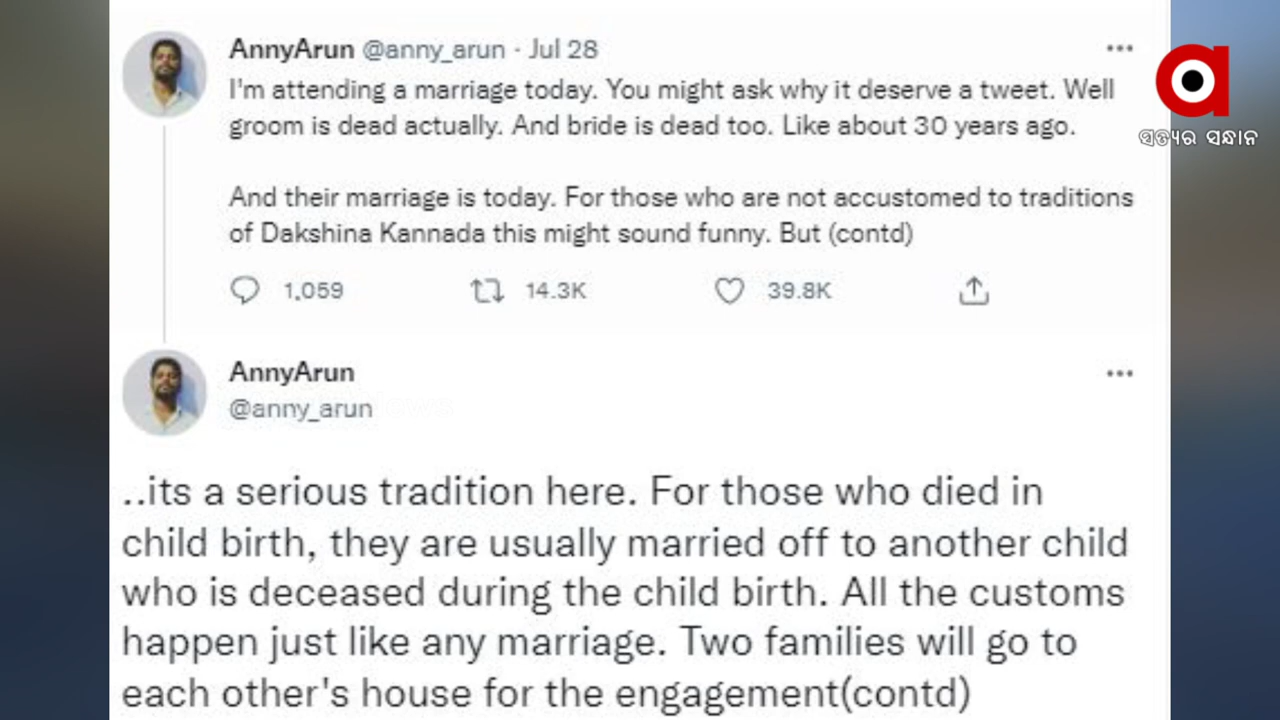 AnnyArun @anny_arun · Jul 28
I'm attending a marriage today. You might ask why it deserve a tweet. Well
groom is dead actually. And bride is dead too. Like about 30 years ago.
And their marriage is today. For those who are not accustomed to traditions
of Dakshina Kannada this might sound funny. But (contd)
1,059 14.3K 39.8K
ସତ୍ୟର ସନ୍ଧାନ
AnnyArun
@anny_arun
..its a serious tradition here. For those who died in
child birth, they are usually married off to another child
who is deceased during the child birth. All the customs
happen just like any marriage. Two families will go to
each other's house for the engagement(contd)